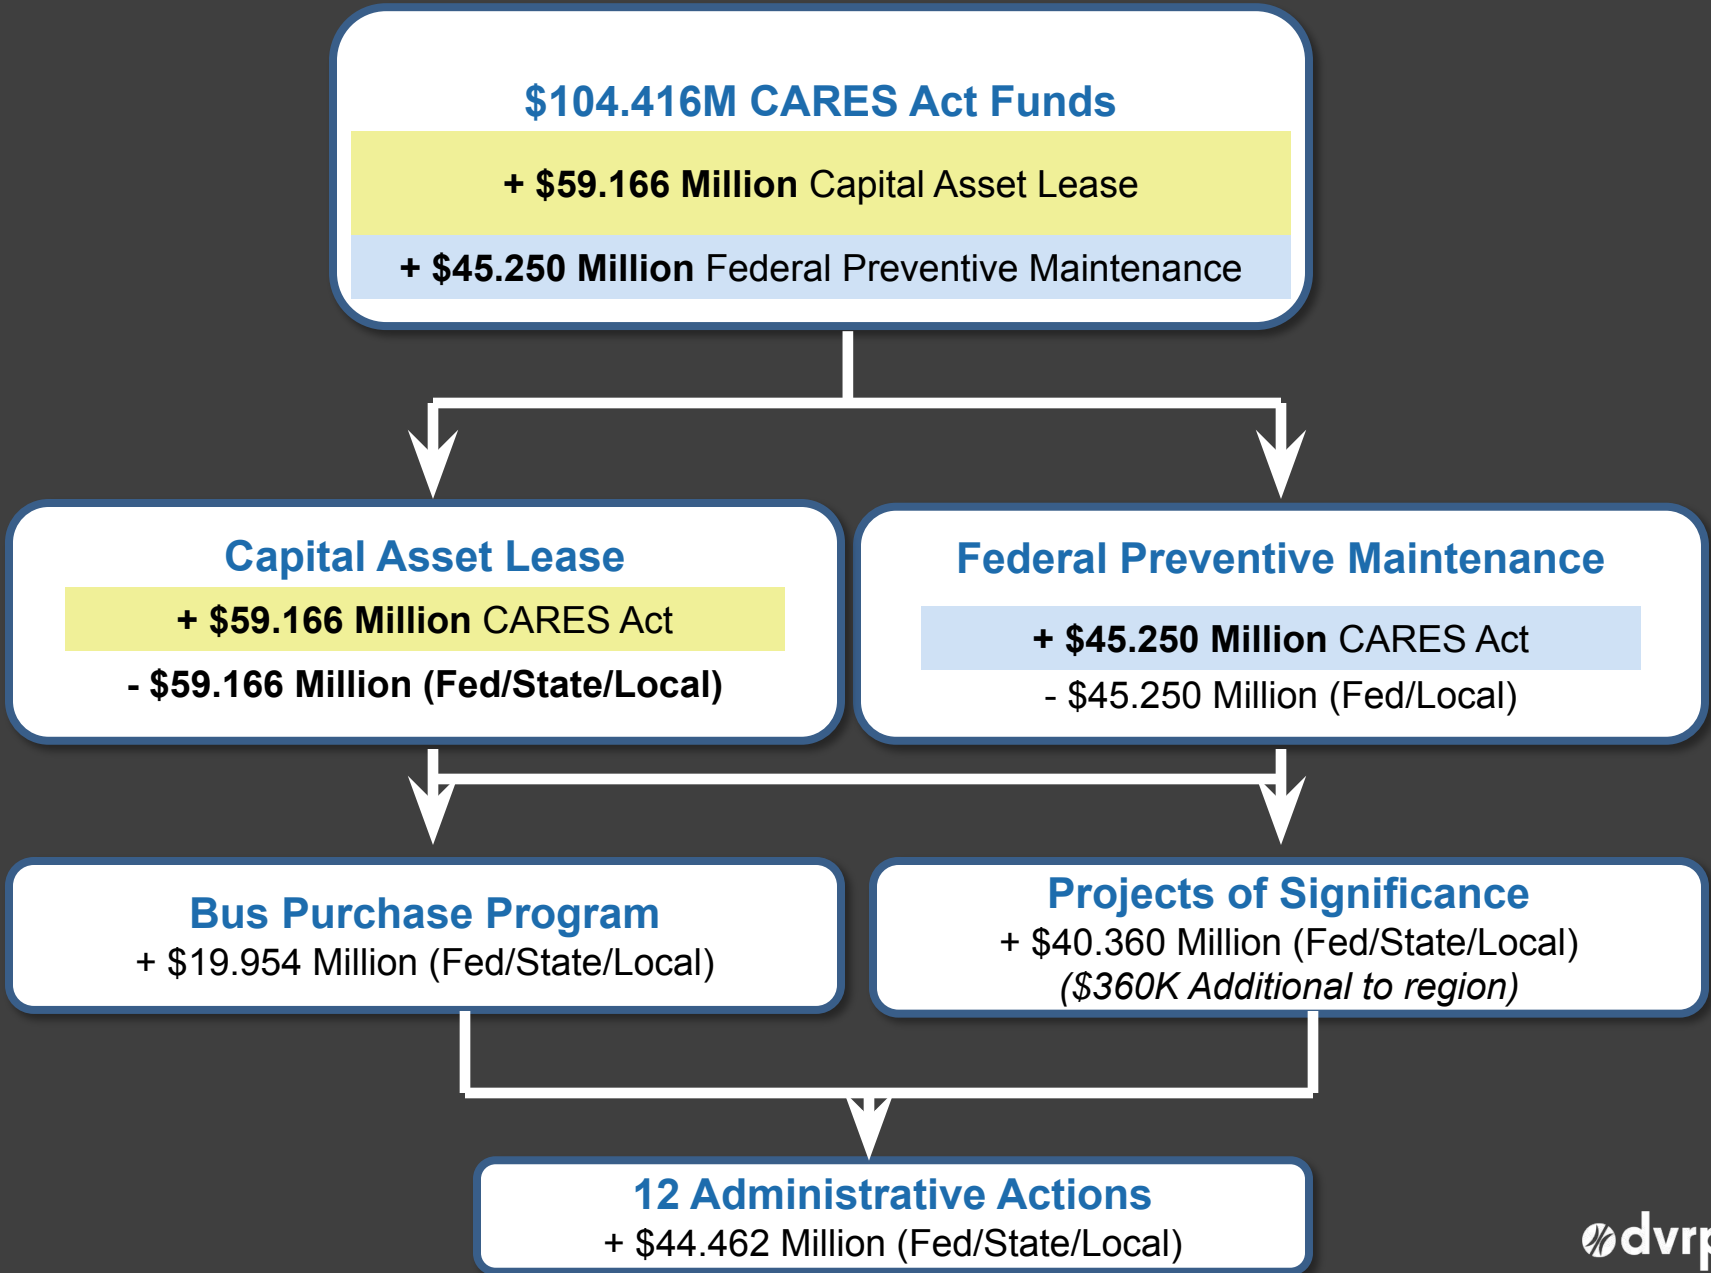 $104.416M CARES Act Funds
+ $59.166 Million Capital Asset Lease
+ $45.250 Million Federal Preventive Maintenance
Capital Asset Lease
+ $59.166 Million CARES Act
- $59.166 Million (Fed/State/Local)
Federal Preventive Maintenance
+ $45.250 Million CARES Act
- $45.250 Million (Fed/Local)
Bus Purchase Program
+ $19.954 Million (Fed/State/Local)
Projects of Significance
+ $40.360 Million (Fed/State/Local)
($360K Additional to region)
12 Administrative Actions
+ $44.462 Million (Fed/State/Local)
dvrp